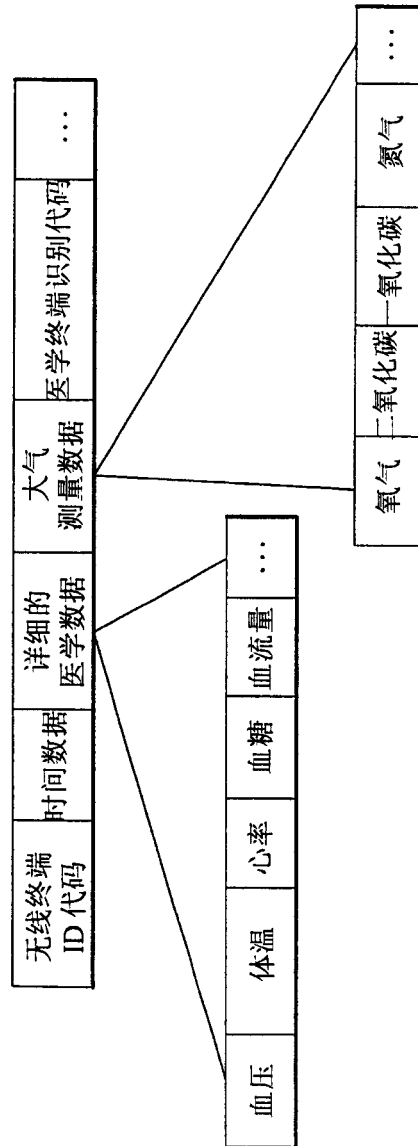 无线终端
ID 代码
时间数据
详细的
医学数据
大气
测量数据
医学终端识别代码
…
血压
体温
心率
血糖
血流量
…
氧气
二氧化碳
一氧化碳
氮气
…